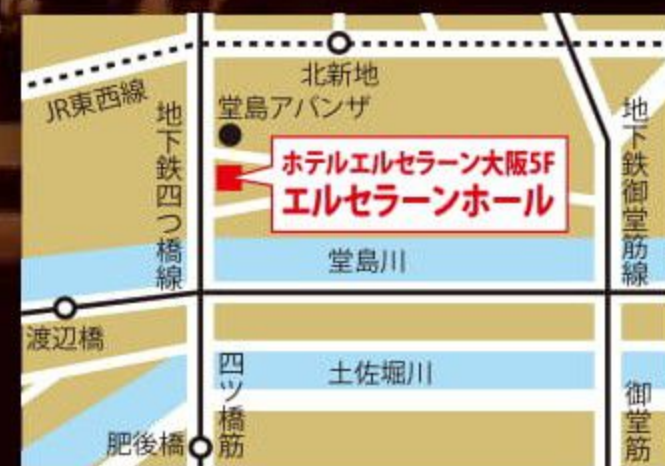 北新地
JR東西線
堂島アバンザ
地下鉄四つ橋線
地下鉄御堂筋線
ホテルエルセラーン大阪5F
エルセラーンホール
堂島川
渡辺橋
四ツ橋筋
土佐堀川
御堂筋
肥後橋